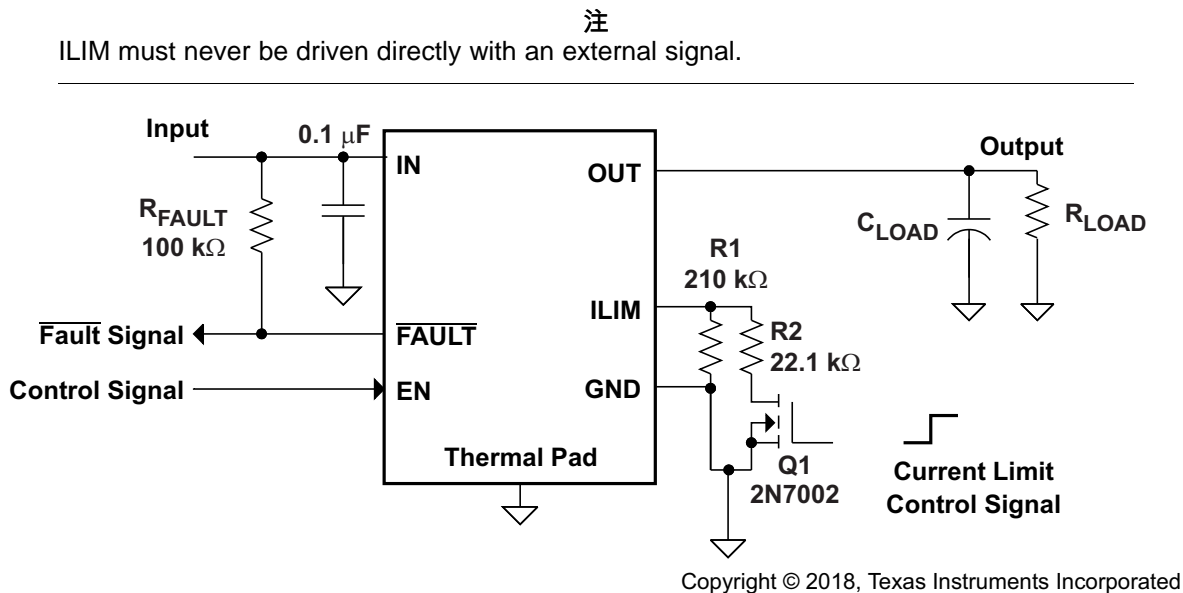 注
ILIM must never be driven directly with an external signal.
Input
0.1 μF
IN
OUT
Output
RFAULT
100 kΩ
CLOAD
RLOAD
R1
210 kΩ
ILIM
R2
22.1 kΩ
Fault Signal
FAULT
Control Signal
EN
GND
Thermal Pad
Q1
2N7002
Current Limit
Control Signal
Copyright © 2018, Texas Instruments Incorporated